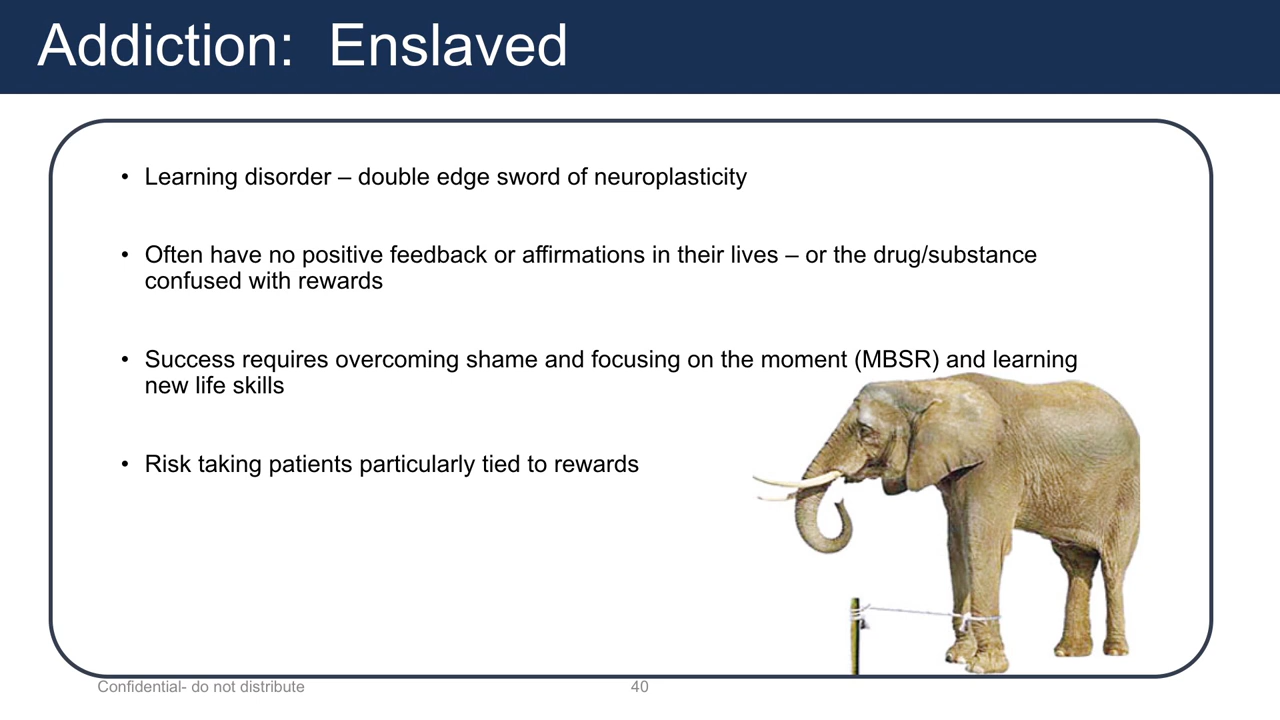 Addiction:  Enslaved
• Learning disorder – double edge sword of neuroplasticity
• Often have no positive feedback or affirmations in their lives – or the drug/substance
confused with rewards
• Success requires overcoming shame and focusing on the moment (MBSR) and learning
new life skills
• Risk taking patients particularly tied to rewards
Confidential- do not distribute
40